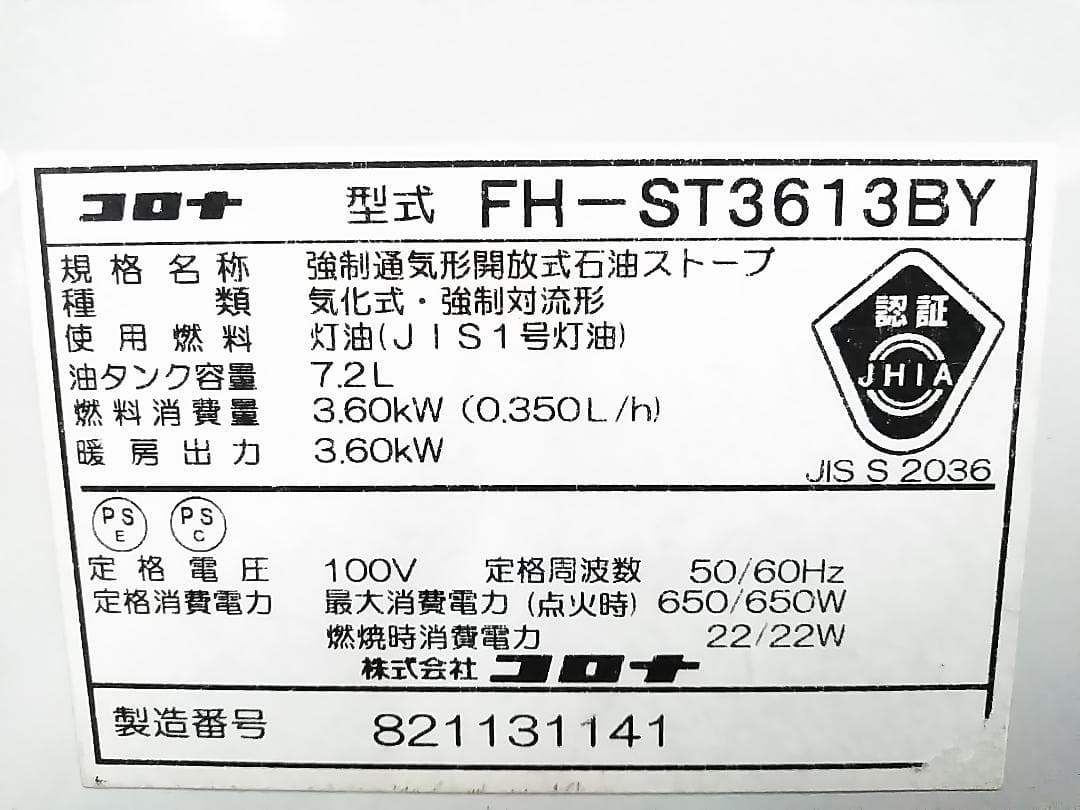 コロナ 型式 FH-ST3613BY
規格名称 強制通気形開放式石油ストーブ
種類 気化式・強制対流形
使用燃料 灯油(JIS1号灯油)
油タンク容量 7.2L
燃料消費量 3.60kW (0.350L/h)
暖房出力 3.60kW
認証
JHIA
JIS S 2036
PS E PS C
定格電圧 100V 定格周波数 50/60Hz
定格消費電力 最大消費電力 (点火時) 650/650W
燃焼時消費電力 22/22W
株式会社 コロナ
製造番号 821131141